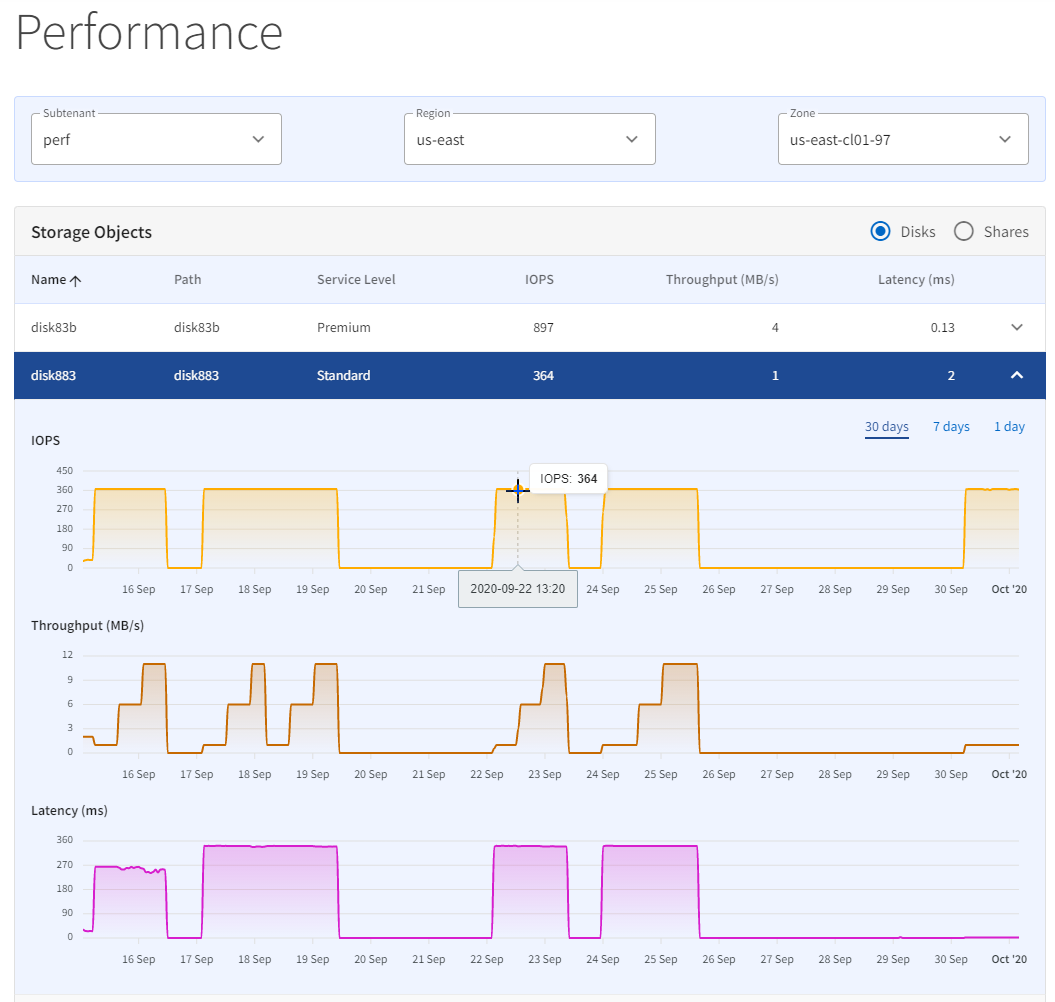 Performance
Subtenant Region Zone
perf us-east us-east-cl01-97
Storage Objects Disks Shares
Name Path Service Level IOPS Throughput (MB/s) Latency (ms)
disk83b disk83b Premium 897 4 0.13
disk883 disk883 Standard 364 1 2
30 days 7 days 1 day
IOPS
450
360
270
180
90
0
IOPS: 364
16 Sep 17 Sep 18 Sep 19 Sep 20 Sep 21 Sep 2020-09-22 13:20 24 Sep 25 Sep 26 Sep 27 Sep 28 Sep 29 Sep 30 Sep Oct '20
Throughput (MB/s)
12
9
6
3
0
16 Sep 17 Sep 18 Sep 19 Sep 20 Sep 21 Sep 22 Sep 23 Sep 24 Sep 25 Sep 26 Sep 27 Sep 28 Sep 29 Sep 30 Sep Oct '20
Latency (ms)
360
270
180
90
0
16 Sep 17 Sep 18 Sep 19 Sep 20 Sep 21 Sep 22 Sep 23 Sep 24 Sep 25 Sep 26 Sep 27 Sep 28 Sep 29 Sep 30 Sep Oct '20